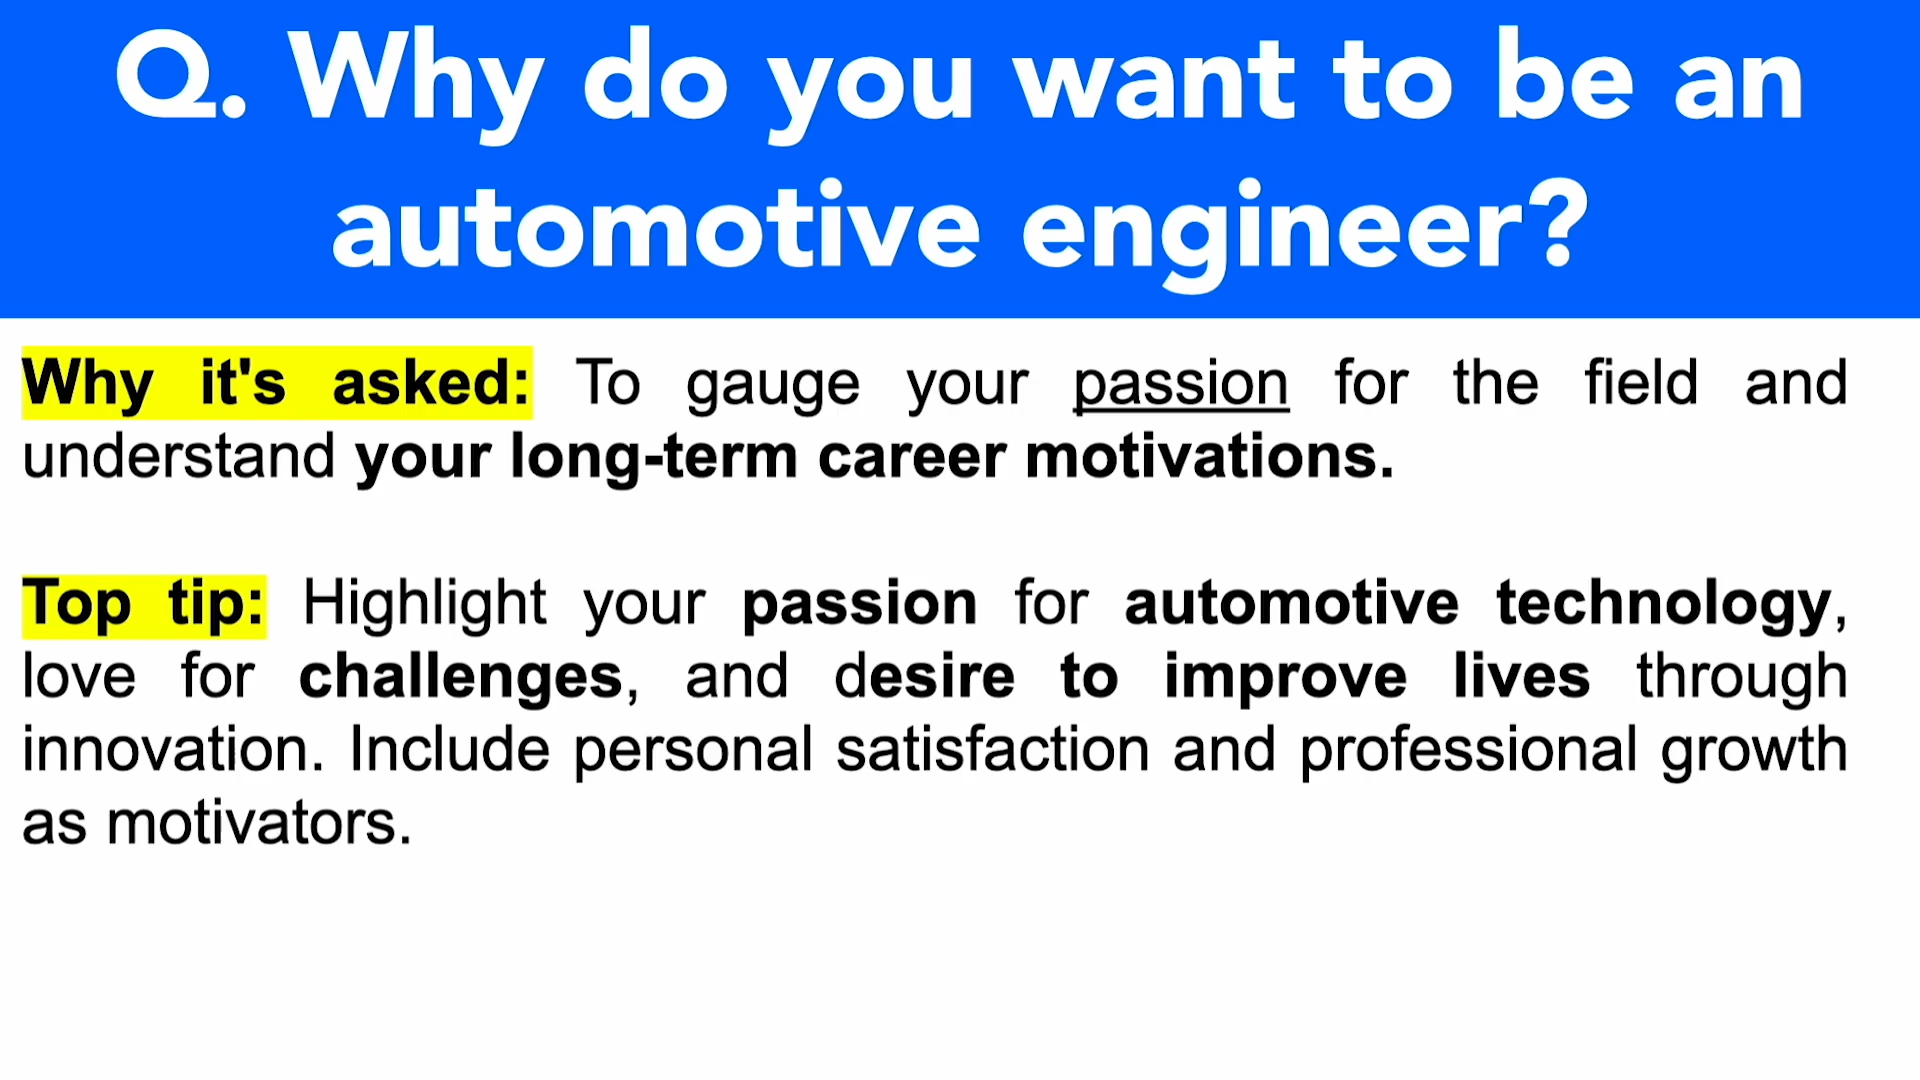 Q. Why do you want to be an
automotive engineer?
Why it's asked: To gauge your passion for the field and
understand your long-term career motivations.
Top tip: Highlight your passion for automotive technology,
love for challenges, and desire to improve lives through
innovation. Include personal satisfaction and professional growth
as motivators.